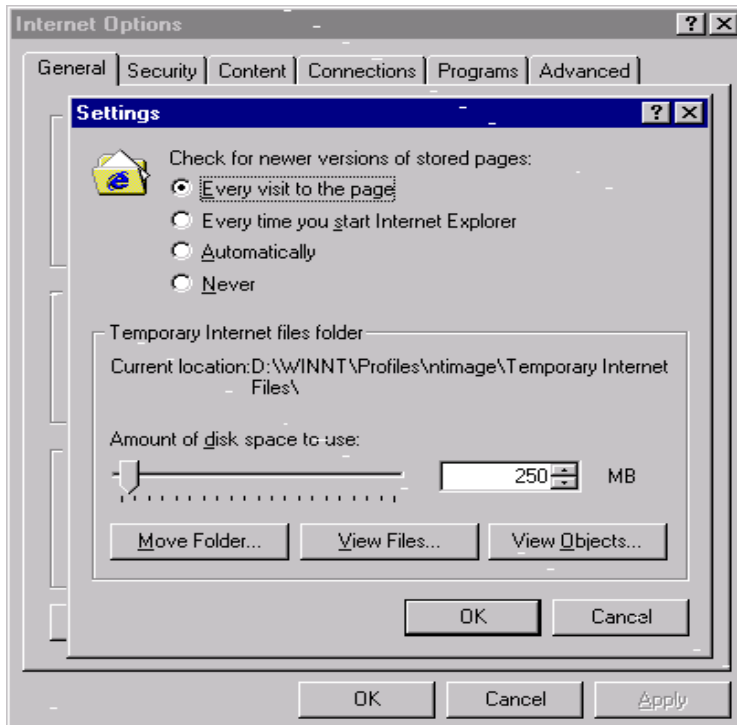 Internet Options
General Security Content Connections Programs Advanced
Settings
Check for newer versions of stored pages:
Every visit to the page
Every time you start Internet Explorer
Automatically
Never
Temporary Internet files folder
Current location:D:\WINNT\Profiles\ntimage\Temporary Internet
Files\
Amount of disk space to use:
250 MB
Move Folder... View Files... View Objects...
OK Cancel
OK Cancel Apply